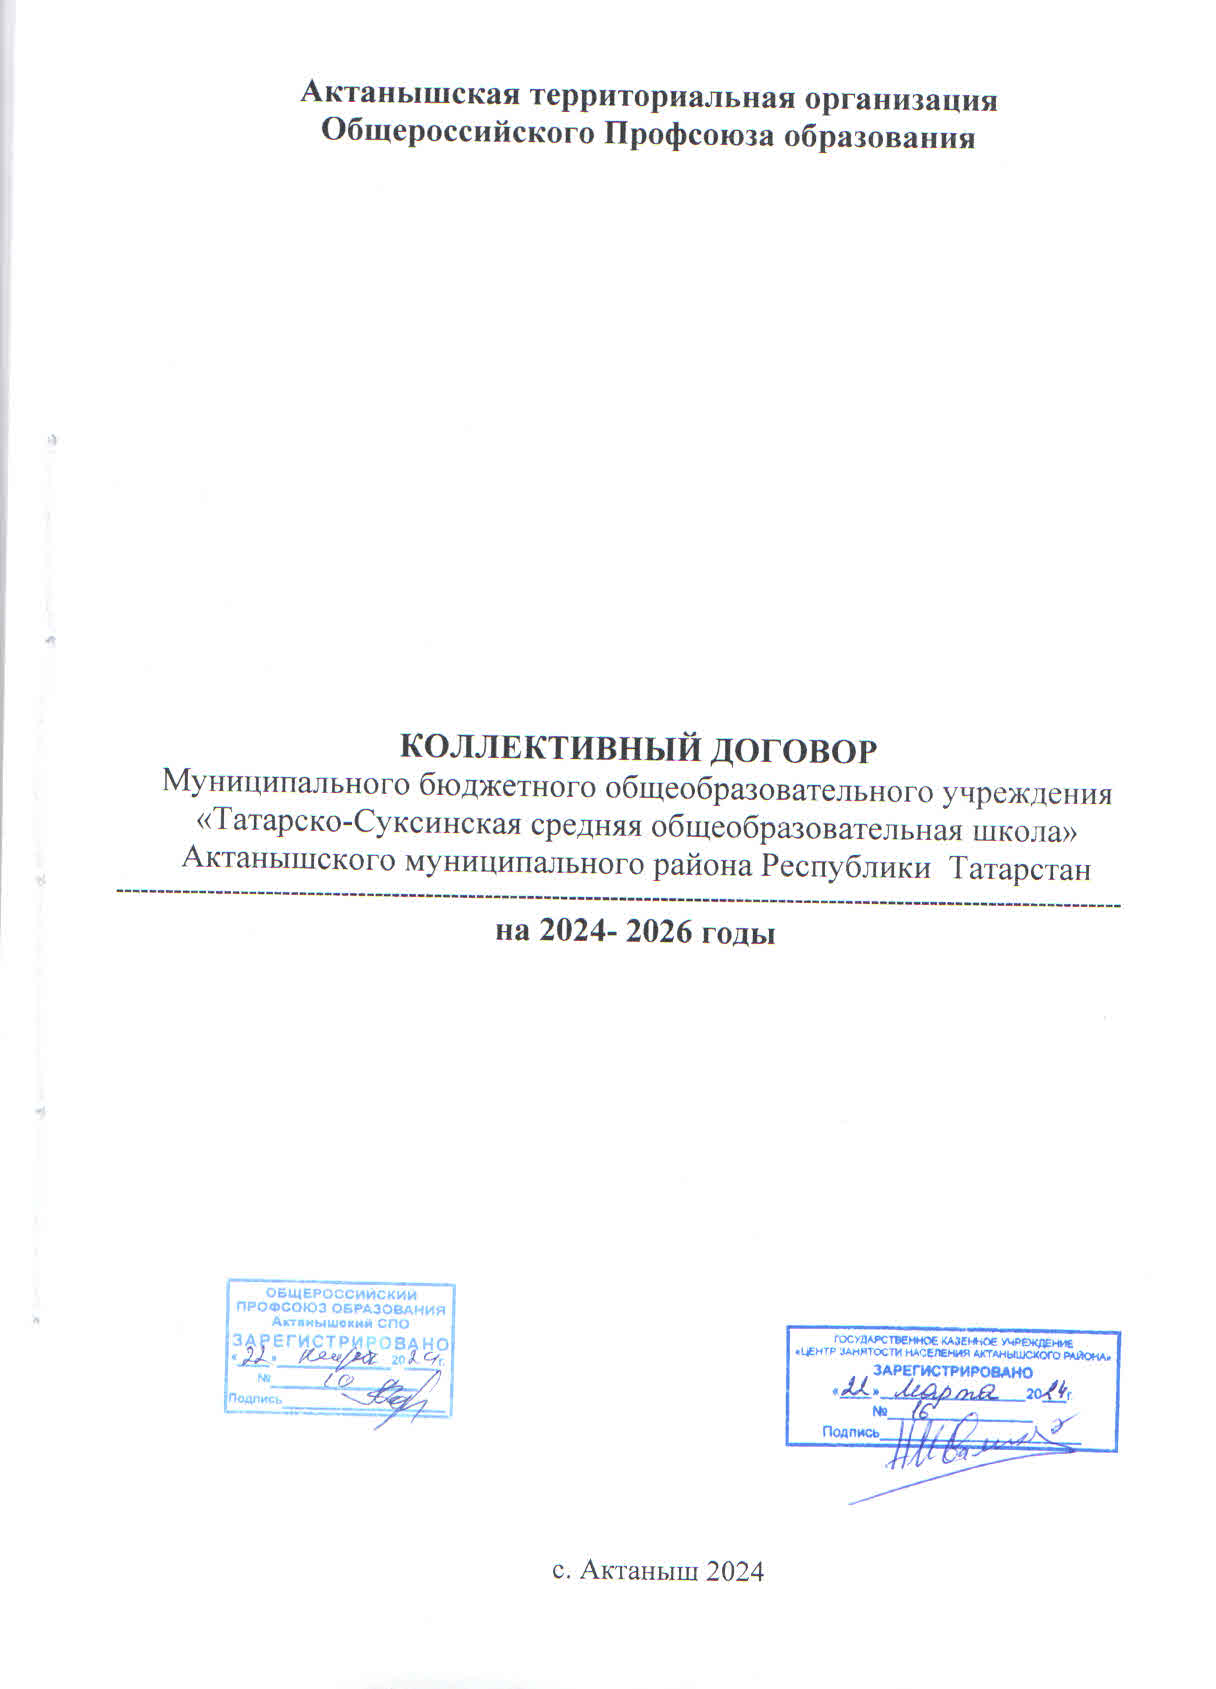 Актанышская территориальная организация
Общероссийского Профсоюза образования
КОЛЛЕКТИВНЫЙ ДОГОВОР
Муниципального бюджетного общеобразовательного учреждения
«Татарско-Суксинская средняя общеобразовательная школа»
Актанышского муниципального района Республики Татарстан
на 2024- 2026 годы
ОБЩЕРОССИЙСКИЙ
ПРОФСОЮЗ ОБРАЗОВАНИЯ
Актанышский СПО
ЗАРЕГИСТРИРОВАНО
«22» марта 2024г.
№ 10
Подпись
ГОСУДАРСТВЕННОЕ КАЗЕННОЕ УЧРЕЖДЕНИЕ
«ЦЕНТР ЗАНЯТОСТИ НАСЕЛЕНИЯ АКТАНЫШСКОГО РАЙОНА»
ЗАРЕГИСТРИРОВАНО
«22» марта 2024г.
№ 16
Подпись
с. Актаныш 2024